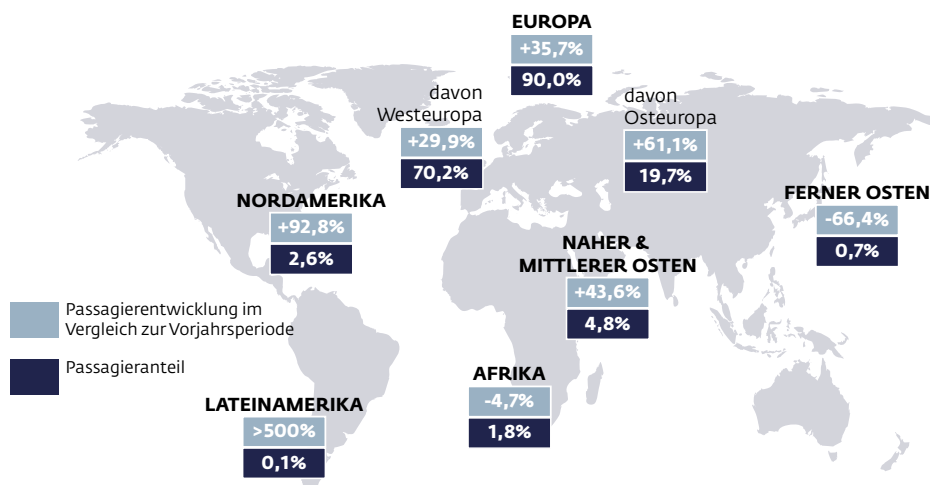 EUROPA
+35,7%
90,0%
davon
Westeuropa
+29,9%
70,2%
davon
Osteuropa
+61,1%
19,7%
NORDAMERIKA
+92,8%
2,6%
FERNER OSTEN
-66,4%
0,7%
NAHER &
MITTLERER OSTEN
+43,6%
4,8%
Passagierentwicklung im
Vergleich zur Vorjahrsperiode
Passagieranteil
AFRIKA
-4,7%
1,8%
LATEINAMERIKA
>500%
0,1%